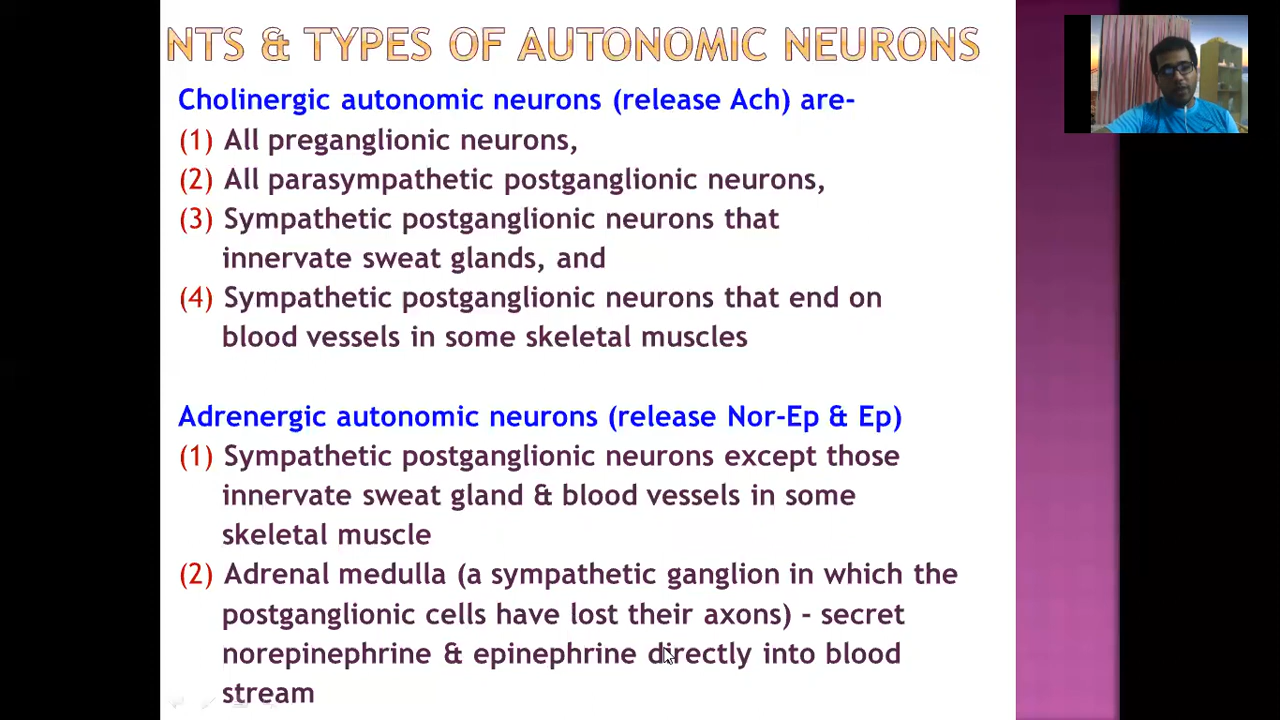 NTS & TYPES OF AUTONOMIC NEURONS
Cholinergic autonomic neurons (release Ach) are-
(1) All preganglionic neurons,
(2) All parasympathetic postganglionic neurons,
(3) Sympathetic postganglionic neurons that
innervate sweat glands, and
(4) Sympathetic postganglionic neurons that end on
blood vessels in some skeletal muscles
Adrenergic autonomic neurons (release Nor-Ep & Ep)
(1) Sympathetic postganglionic neurons except those
innervate sweat gland & blood vessels in some
skeletal muscle
(2) Adrenal medulla (a sympathetic ganglion in which the
postganglionic cells have lost their axons) - secret
norepinephrine & epinephrine directly into blood
stream